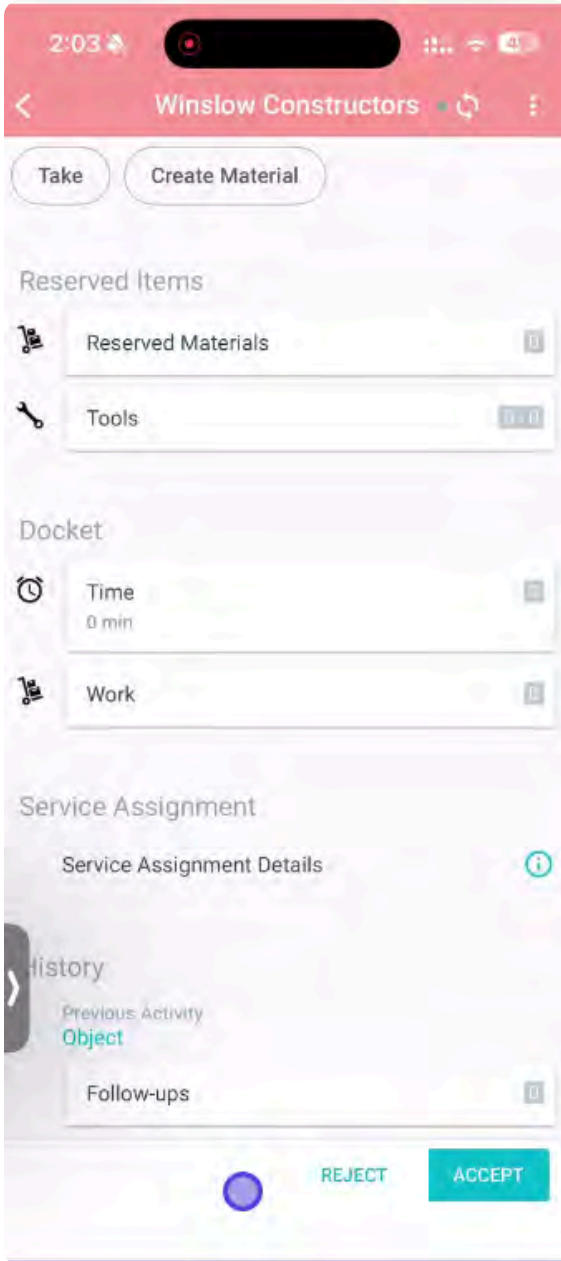 2:03
Winslow Constructors
Take
Create Material
Reserved Items
Reserved Materials
0
Tools
Docket
Time
0 min
Work
0
Service Assignment
Service Assignment Details
History
Previous Activity
Object
Follow-ups
0
REJECT
ACCEPT